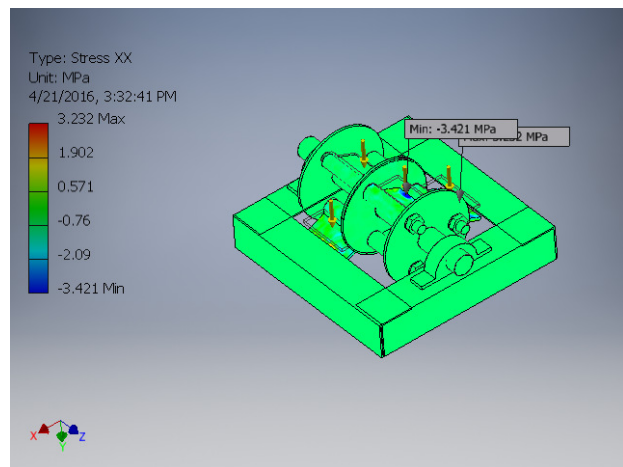 Type: Stress XX
Unit: MPa
4/21/2016, 3:32:41 PM
3.232 Max
1.902
0.571
-0.76
-2.09
-3.421 Min
Min: -3.421 MPa
MPa
X
Y
Z